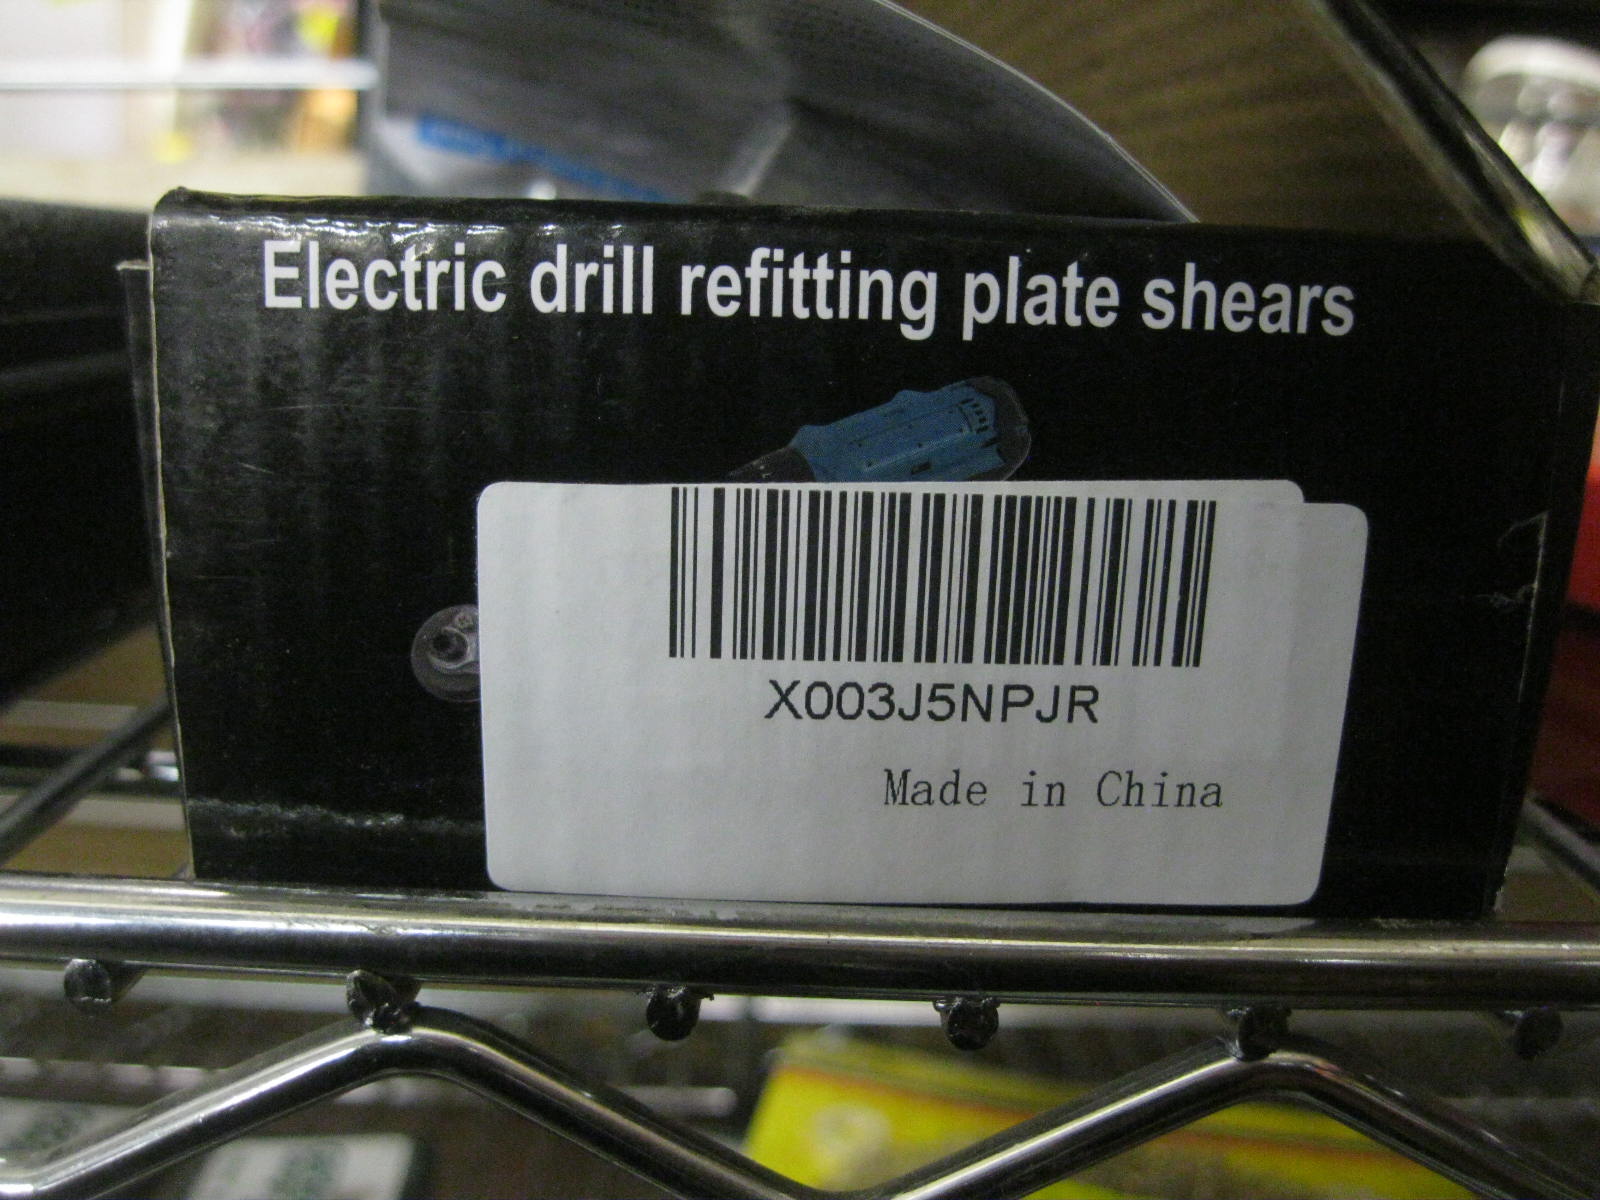 Electric drill refitting plate shears
X003J5NPJR
Made in China